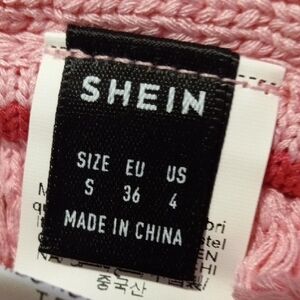 SHEIN
SIZE EU US
S 36 4
MADE IN CHINA
중국산